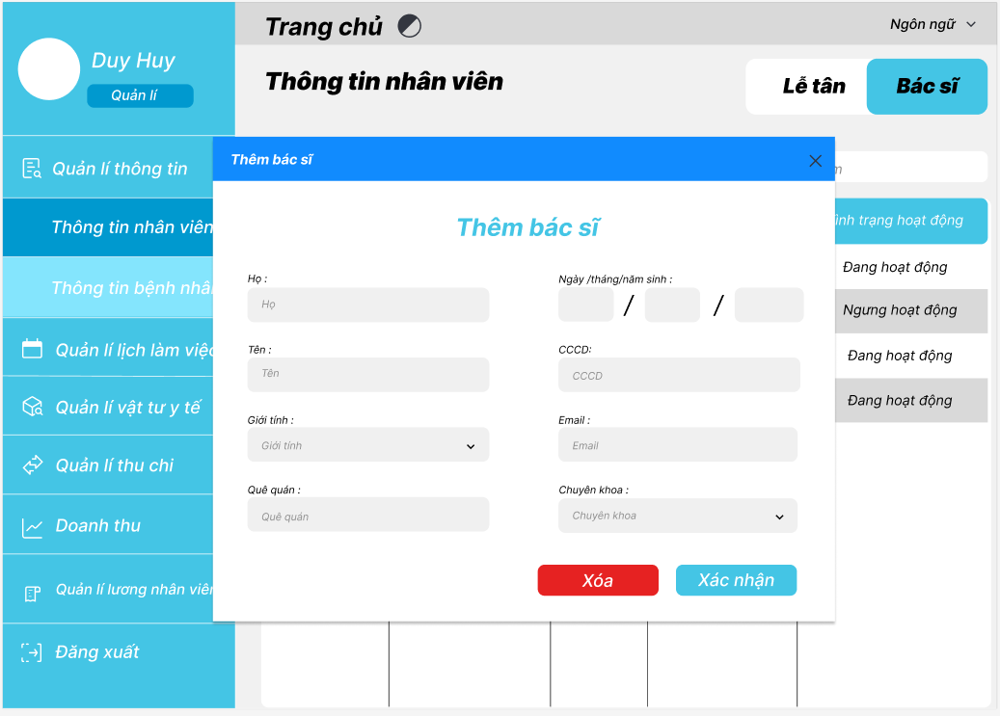 Trang chủ
Ngôn ngữ
Duy Huy
Quản lí
Thông tin nhân viên
Lễ tân
Bác sĩ
Quản lí thông tin
Thông tin nhân viên
Thông tin bệnh nhâ
Quản lí lịch làm việc
Quản lí vật tư y tế
Quản lí thu chi
Doanh thu
Quản lí lương nhân viên
Đăng xuất
Thêm bác sĩ
Thêm bác sĩ
Họ :
Họ
Ngày /tháng/năm sinh :
/ /
Tên :
Tên
CCCD:
CCCD
Giới tính :
Giới tính
Email :
Email
Quê quán :
Quê quán
Chuyên khoa :
Chuyên khoa
Xóa
Xác nhận
ình trạng hoạt động
Đang hoạt động
Ngưng hoạt động
Đang hoạt động
Đang hoạt động